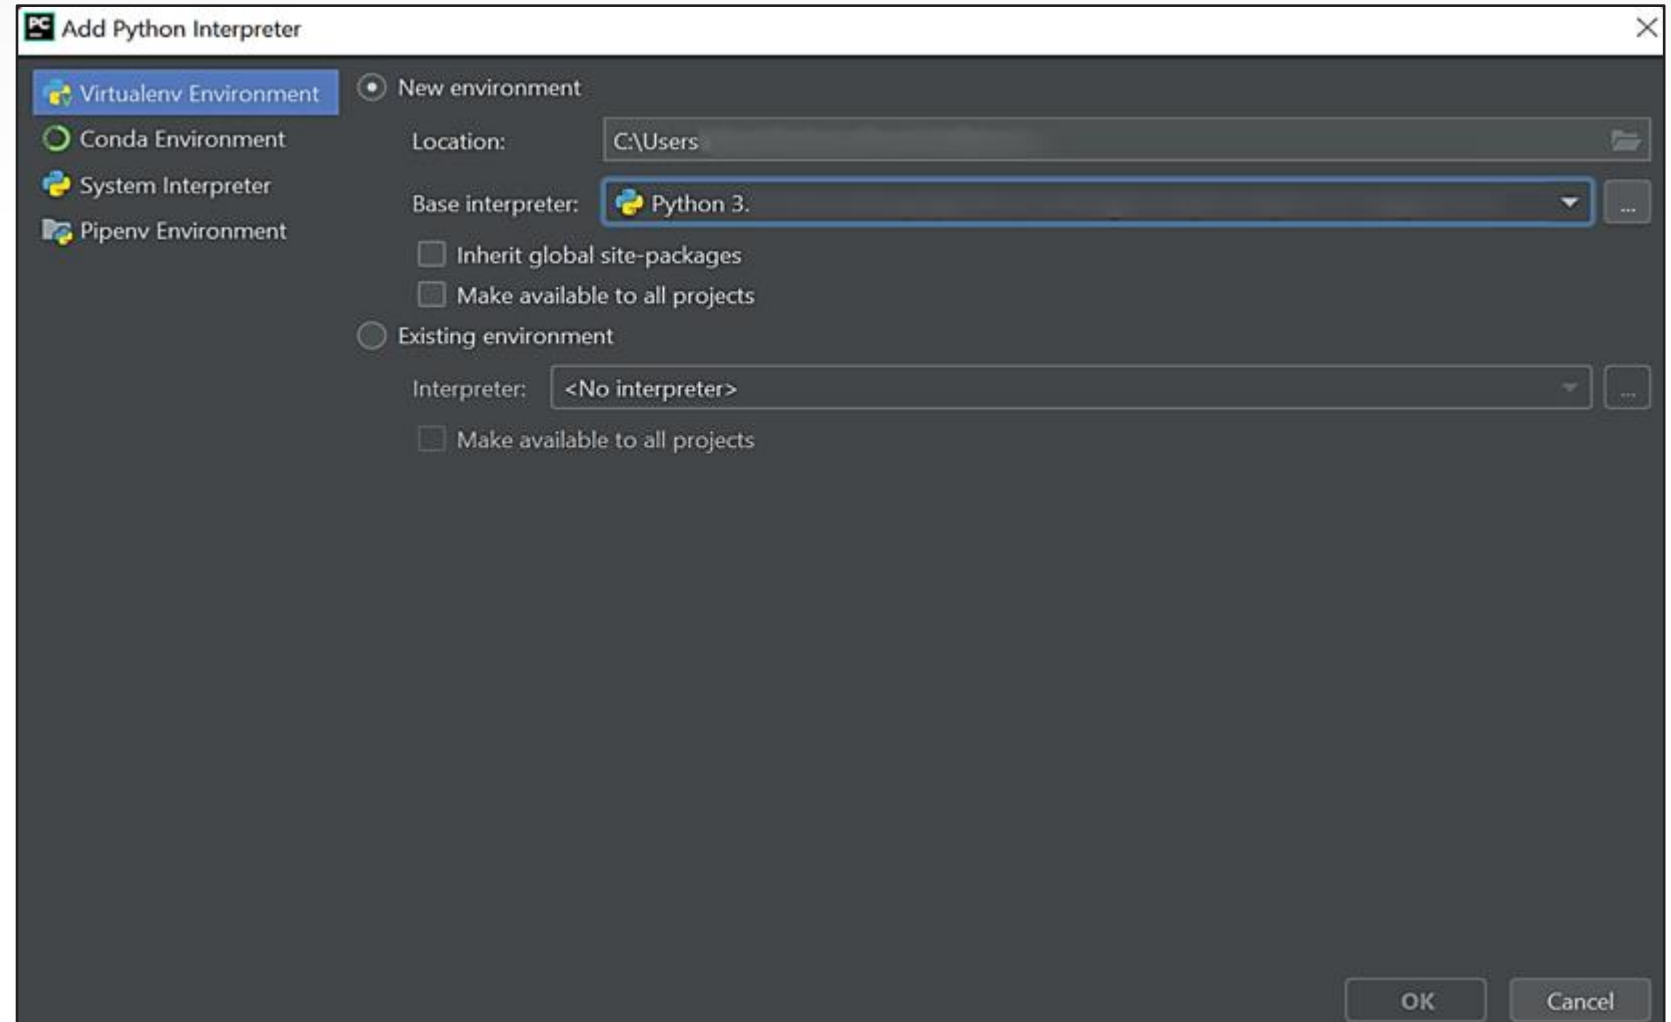 PC Add Python Interpreter
Virtualenv Environment
Conda Environment
System Interpreter
Pipenv Environment
New environment
Location: C:\Users
Base interpreter: Python 3. ...
Inherit global site-packages
Make available to all projects
Existing environment
Interpreter: <No interpreter> ...
Make available to all projects
OK Cancel